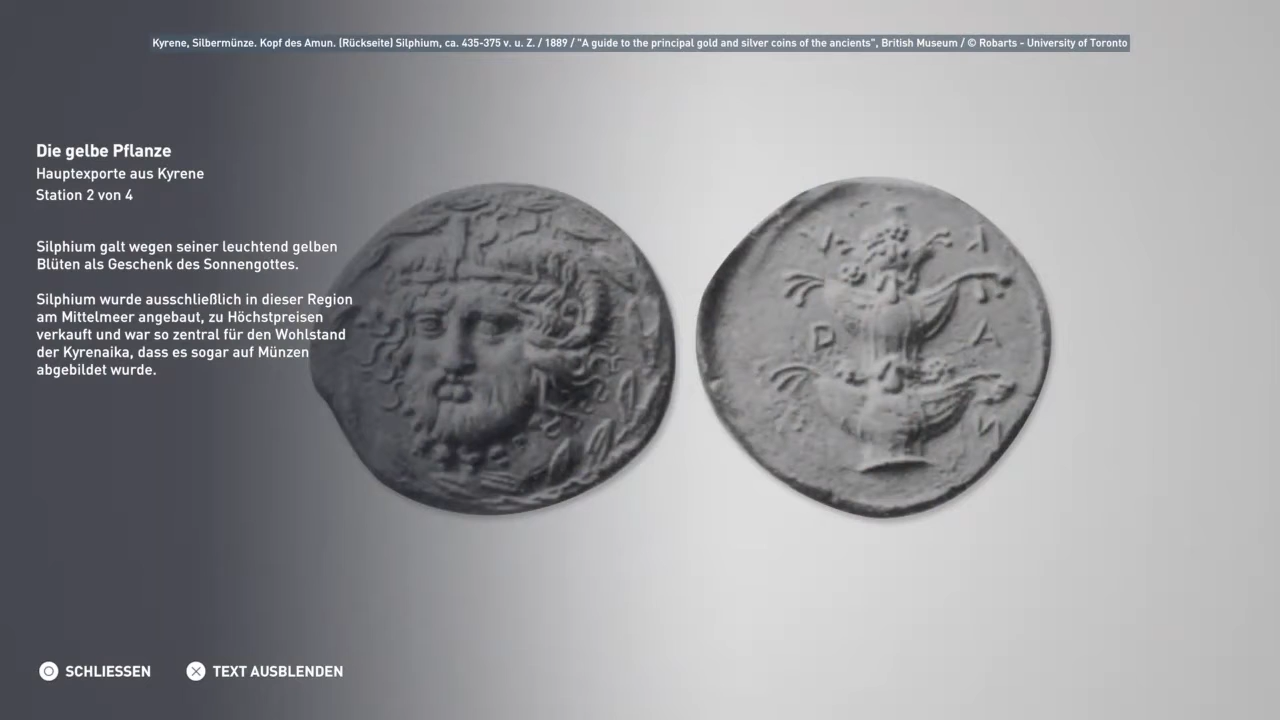 Kyrene, Silbermünze. Kopf des Amun. (Rückseite) Silphium, ca. 435-375 v. u. Z. / 1889 / "A guide to the principal gold and silver coins of the ancients", British Museum / © Robarts - University of Toronto
Die gelbe Pflanze
Hauptexporte aus Kyrene
Station 2 von 4
Silphium galt wegen seiner leuchtend gelben
Blüten als Geschenk des Sonnengottes.
Silphium wurde ausschließlich in dieser Region
am Mittelmeer angebaut, zu Höchstpreisen
verkauft und war so zentral für den Wohlstand
der Kyrenaika, dass es sogar auf Münzen
abgebildet wurde.
SCHLIESSEN
TEXT AUSBLENDEN